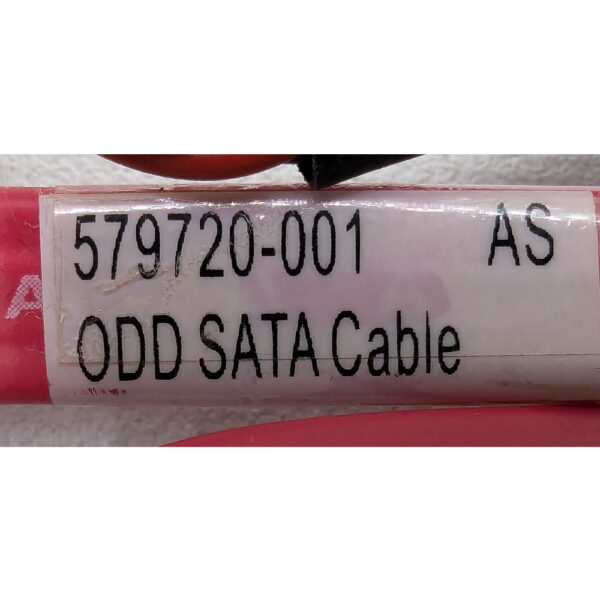 579720-001 AS
ODD SATA Cable